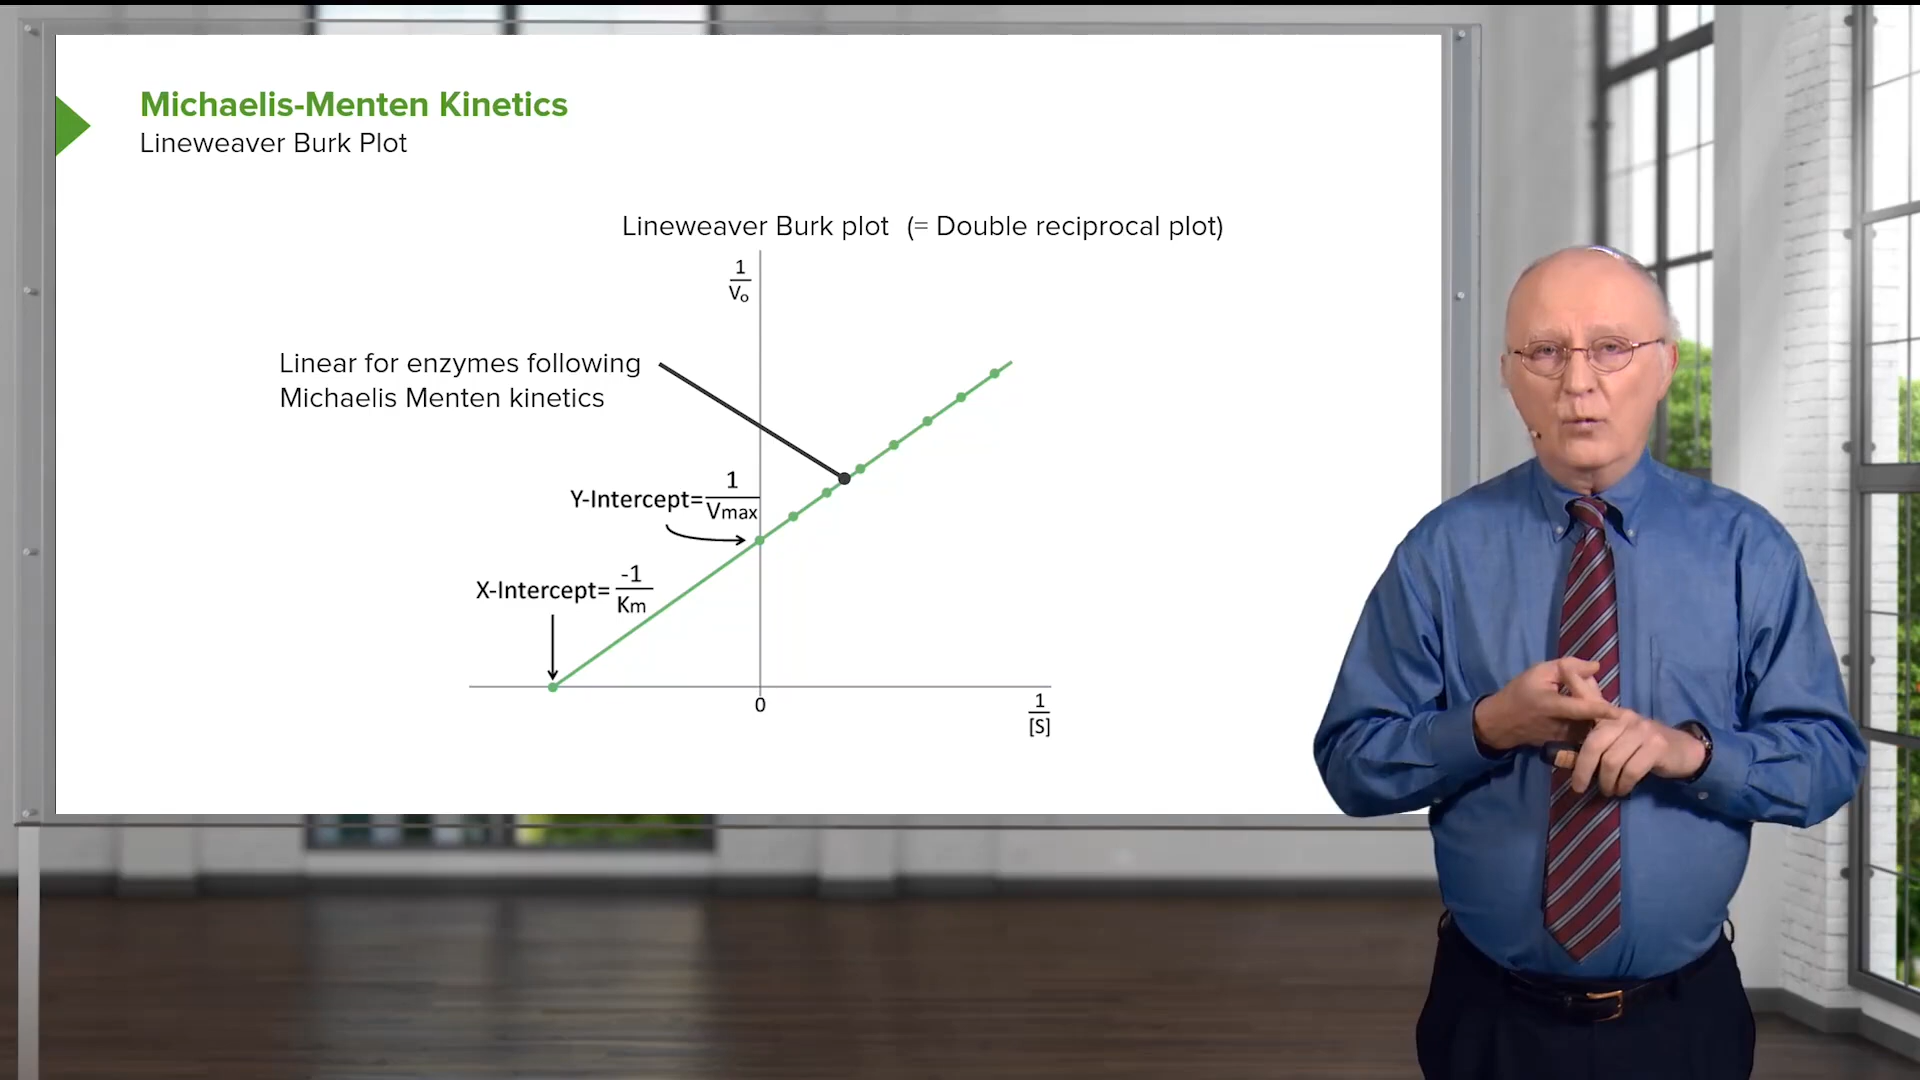 Michaelis-Menten Kinetics
Lineweaver Burk Plot
Lineweaver Burk plot (= Double reciprocal plot)
1
Vo
Linear for enzymes following
Michaelis Menten kinetics
Y-Intercept= 1
Vmax
X-Intercept= -1
Km
0
1
[S]